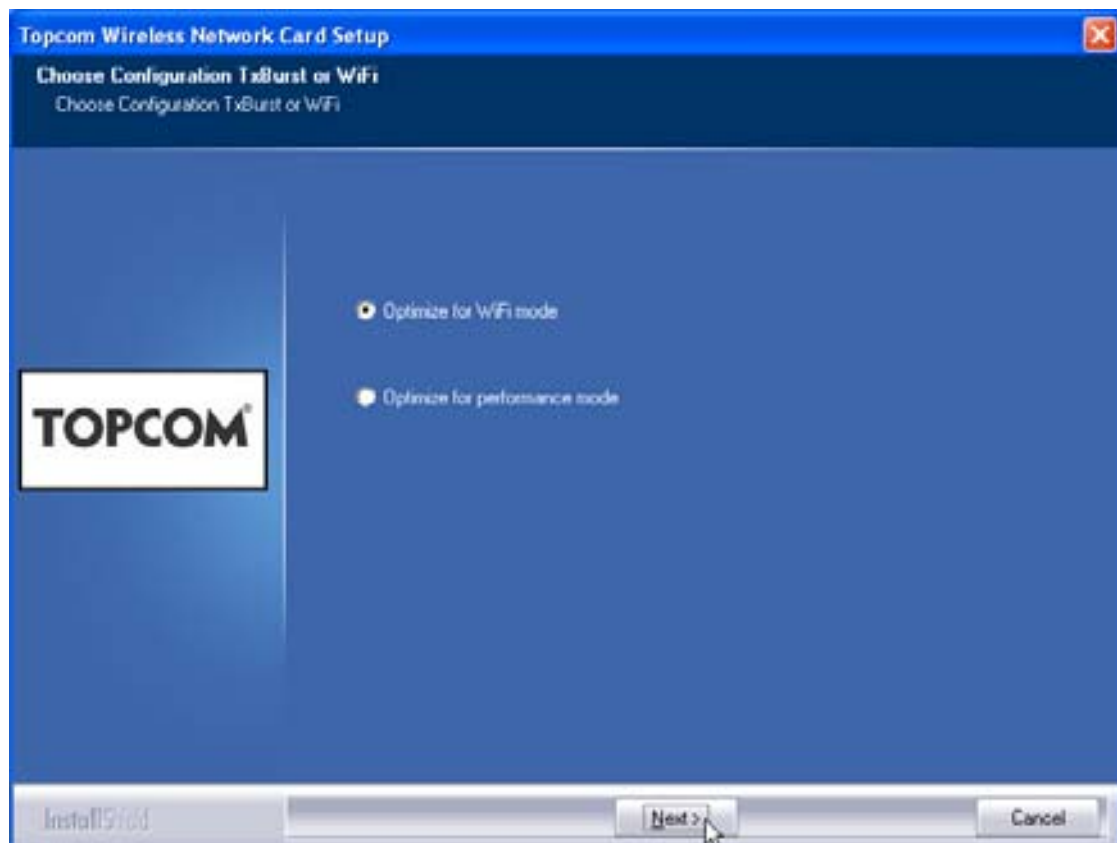 Topcom Wireless Network Card Setup
Choose Configuration TxBurst or WiFi
Choose Configuration TxBurst or WiFi
Optimize for WiFi mode
Optimize for performance mode
TOPCOM®
InstallShield
Next >
Cancel